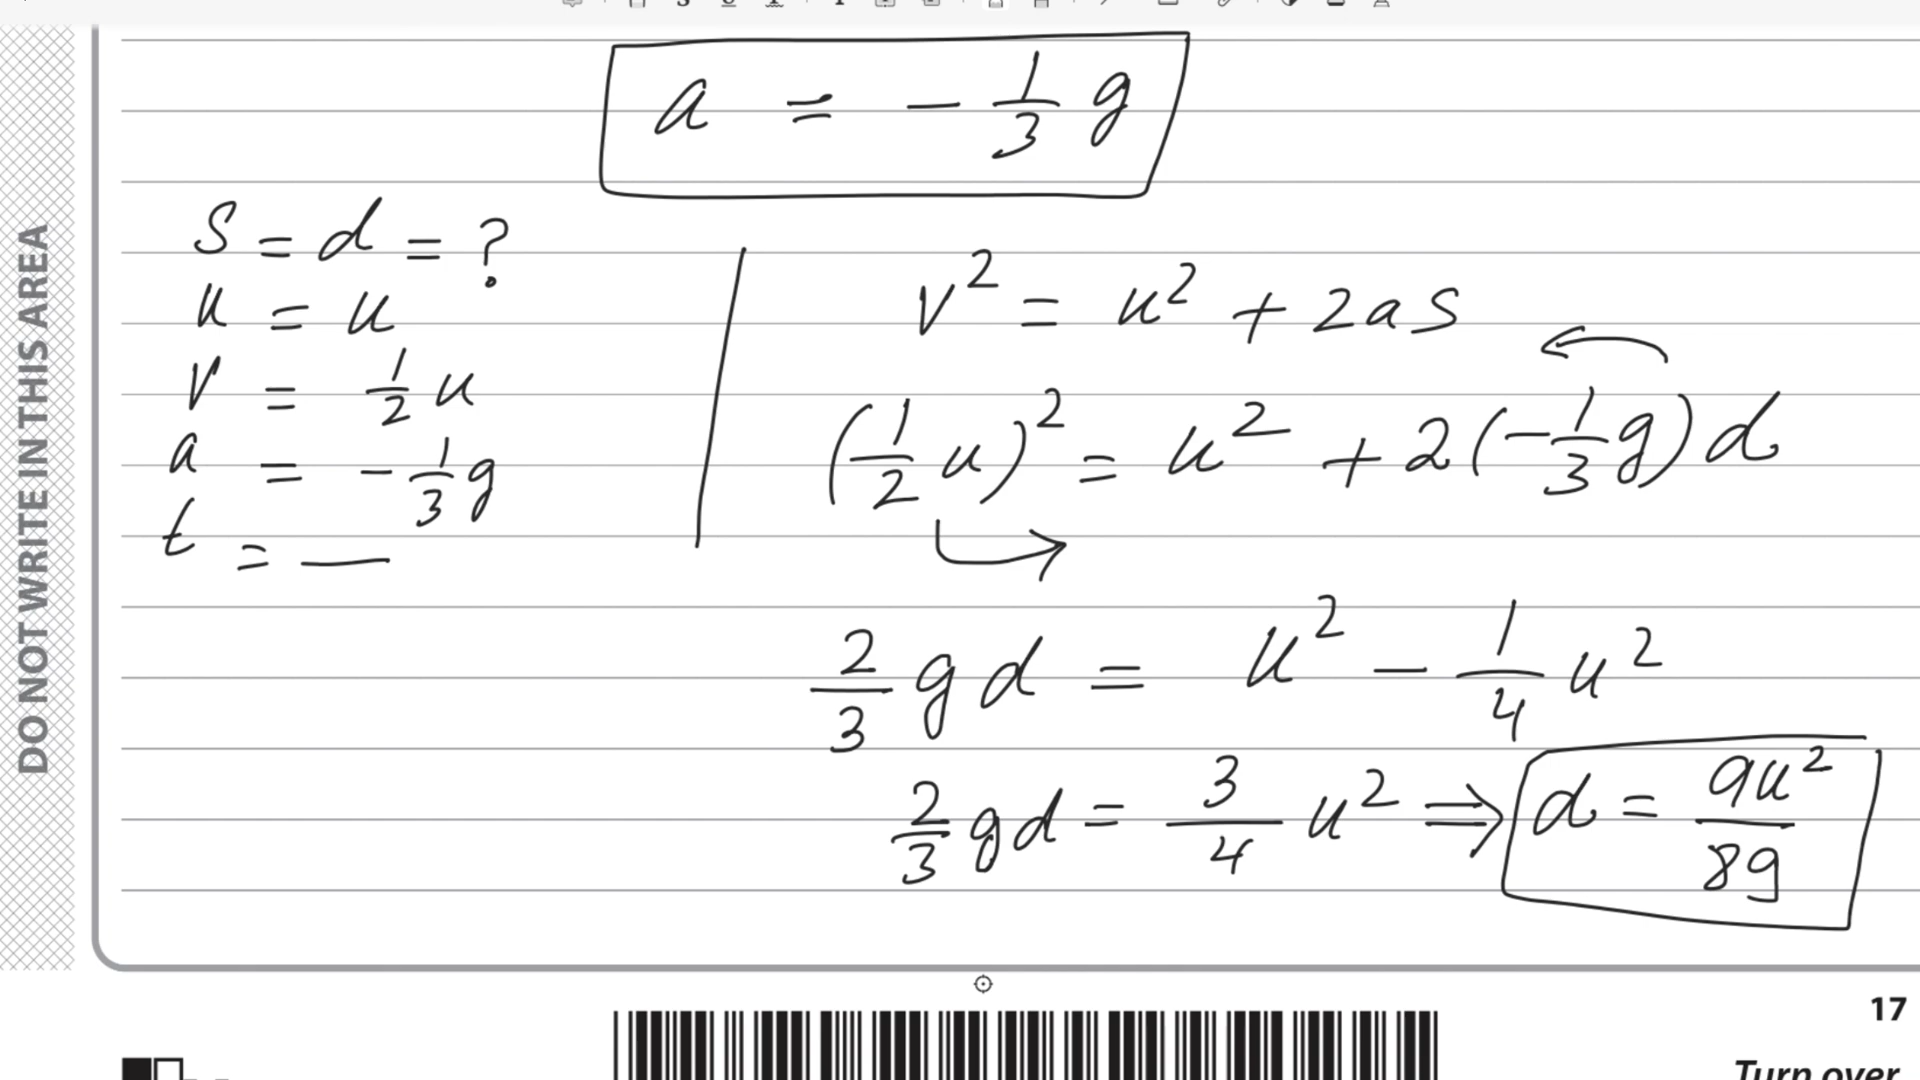 DO NOT WRITE IN THIS AREA
a = - 1/3 g
S = d = ?
u = u
v = 1/2 u
a = - 1/3 g
t = —
v² = u² + 2as
(1/2 u)² = u² + 2(-1/3 g)d
2/3 gd = u² - 1/4 u²
2/3 gd = 3/4 u² ⇒ d = 9u²/8g
17
Turn over